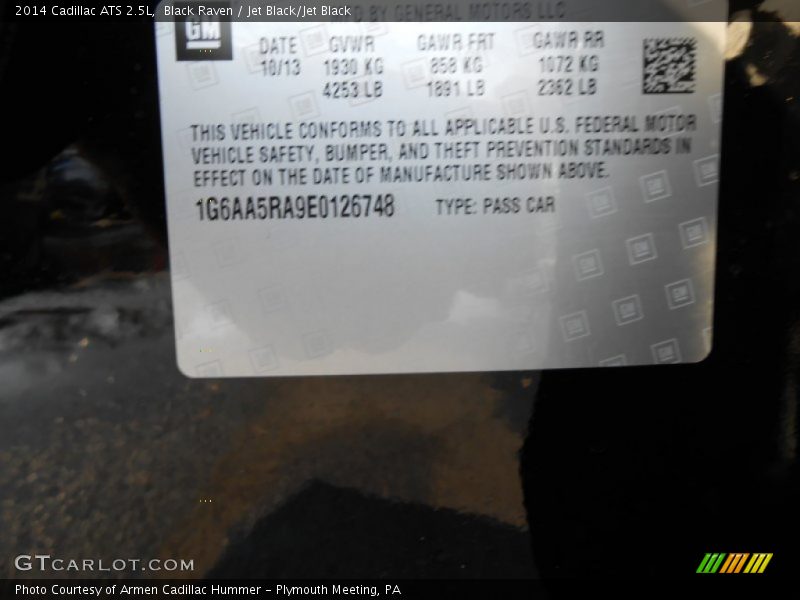 2014 Cadillac ATS 2.5L, Black Raven / Jet Black/Jet Black
BY GENERAL MOTORS LLC
GM
DATE GVWR GAWR FRT GAWR RR
10/13 1930 KG 858 KG 1072 KG
4253 LB 1891 LB 2362 LB
THIS VEHICLE CONFORMS TO ALL APPLICABLE U.S. FEDERAL MOTOR
VEHICLE SAFETY, BUMPER, AND THEFT PREVENTION STANDARDS IN
EFFECT ON THE DATE OF MANUFACTURE SHOWN ABOVE.
1G6AA5RA9E0126748 TYPE: PASS CAR
GTCARLOT.COM
Photo Courtesy of Armen Cadillac Hummer - Plymouth Meeting, PA